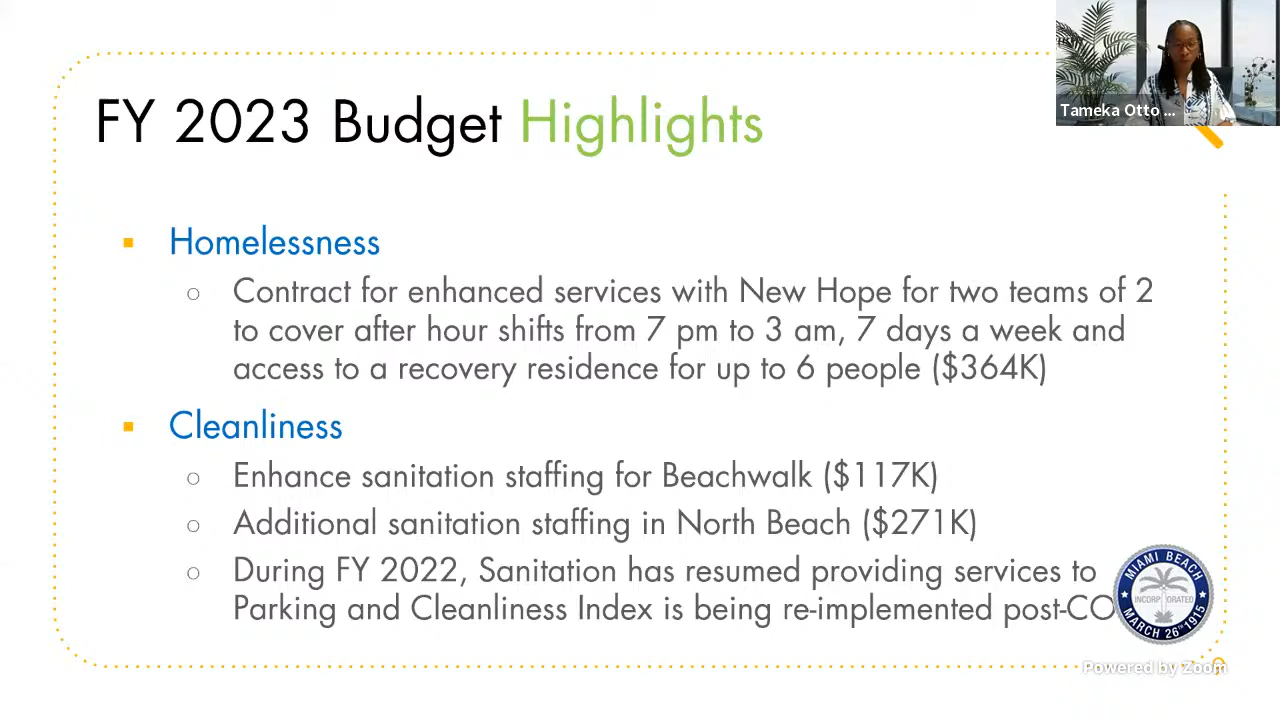 FY 2023 Budget Highlights
Tameka Otto ...
Homelessness
Contract for enhanced services with New Hope for two teams of 2
to cover after hour shifts from 7 pm to 3 am, 7 days a week and
access to a recovery residence for up to 6 people ($364K)
Cleanliness
Enhance sanitation staffing for Beachwalk ($117K)
Additional sanitation staffing in North Beach ($271K)
During FY 2022, Sanitation has resumed providing services to
Parking and Cleanliness Index is being re-implemented post-CO
MIAMI BEACH
INCORPORATED
MARCH 26TH 1915
Powered by Zoom
9